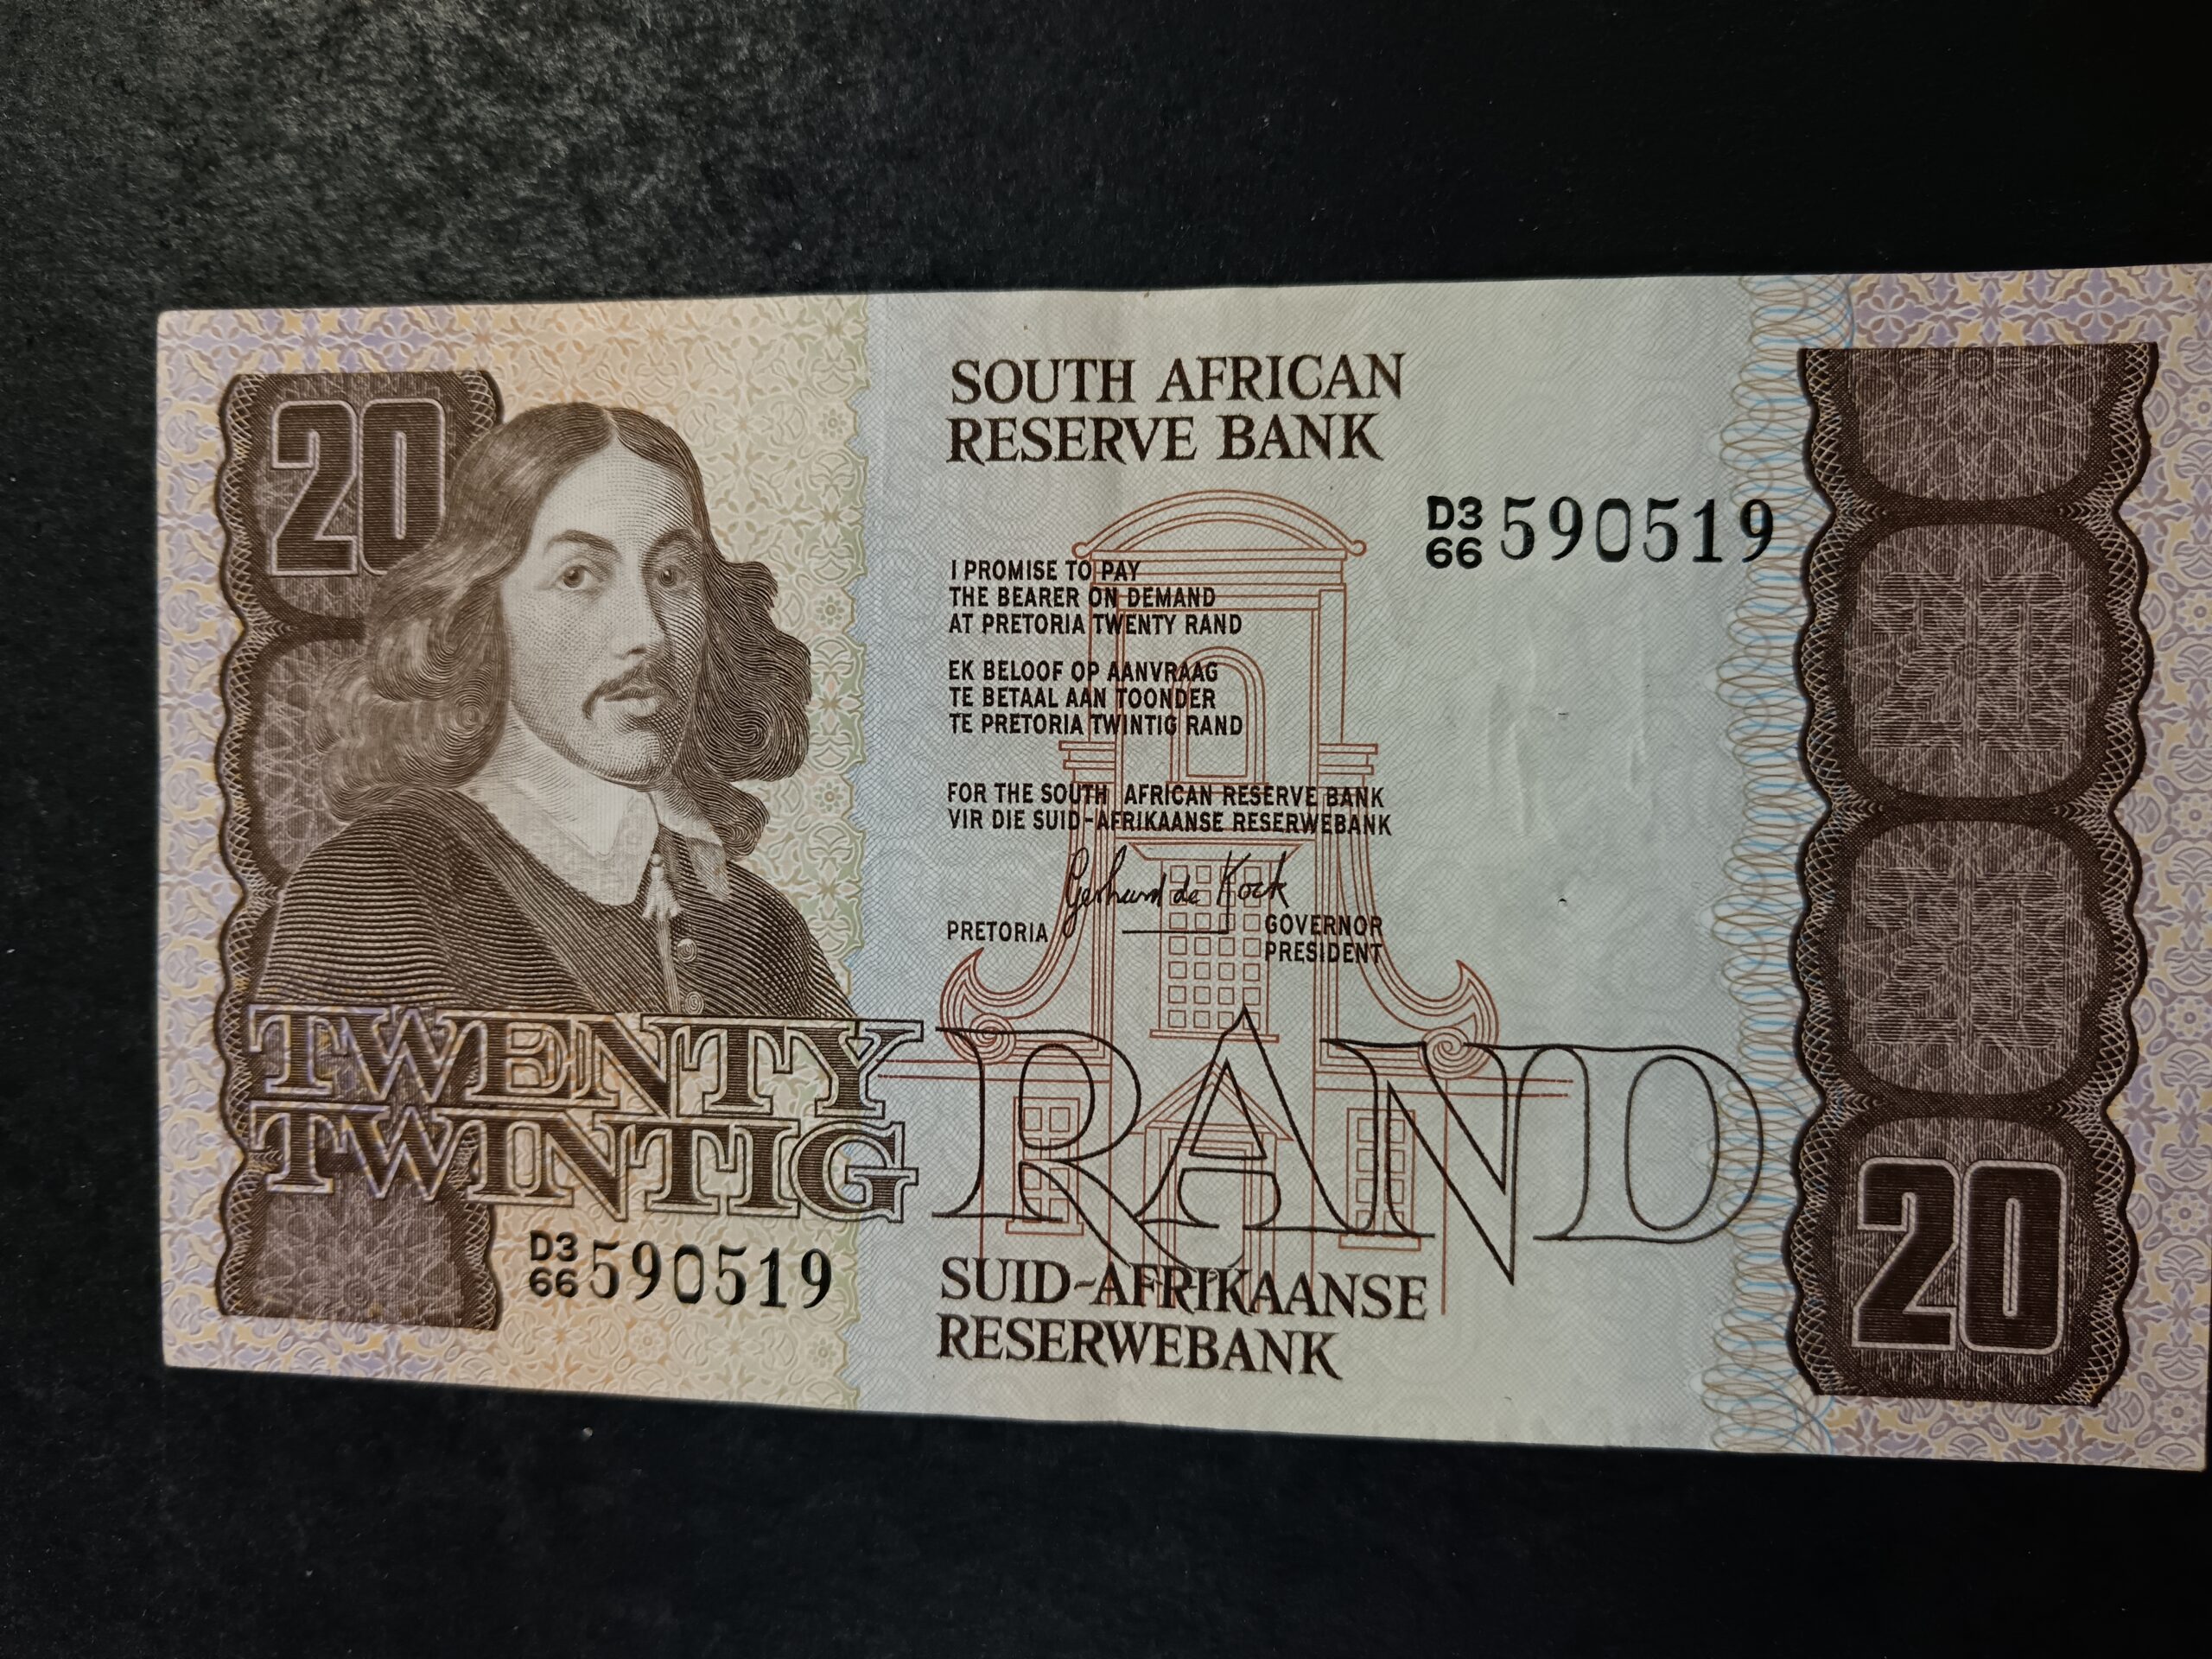 20
SOUTH AFRICAN
RESERVE BANK
D3
66 590519
I PROMISE TO PAY
THE BEARER ON DEMAND
AT PRETORIA TWENTY RAND
EK BELOOF OP AANVRAAG
TE BETAAL AAN TOONDER
TE PRETORIA TWINTIG RAND
FOR THE SOUTH AFRICAN RESERVE BANK
VIR DIE SUID-AFRIKAANSE RESERWEBANK
Gerhard de Kock
PRETORIA
GOVERNOR
PRESIDENT
TWENTY
TWINTIG
RAND
D3
66 590519
SUID-AFRIKAANSE
RESERWEBANK
20